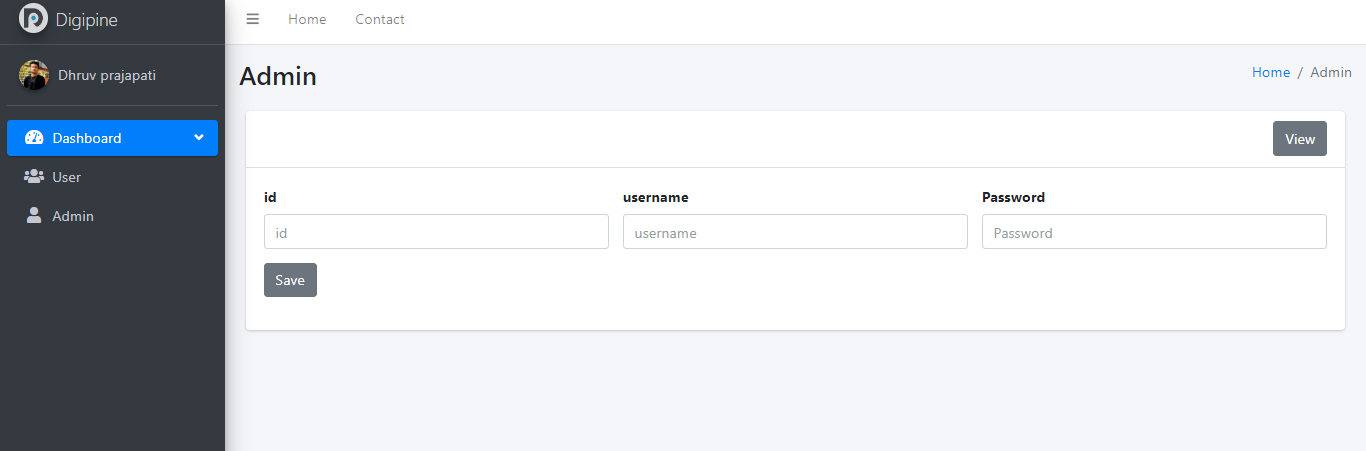 Digipine
Home Contact
Dhruv prajapati
Admin
Home / Admin
Dashboard
User
Admin
View
id username Password
id username Password
Save